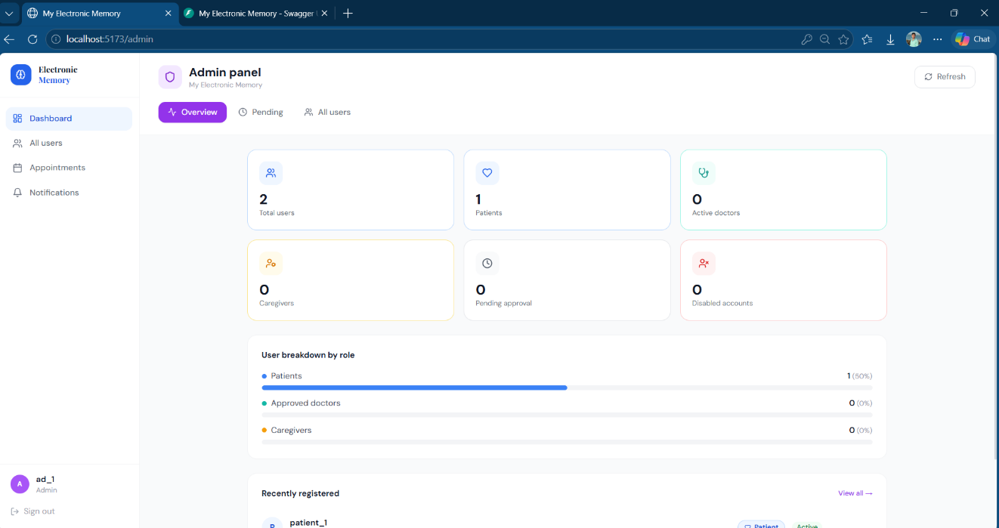 My Electronic Memory
My Electronic Memory - Swagger
localhost:5173/admin
Chat
Electronic
Memory
Dashboard
All users
Appointments
Notifications
ad_1
A
Admin
Sign out
Admin panel
My Electronic Memory
Refresh
Overview
Pending
All users
2
Total users
1
Patients
0
Active doctors
0
Caregivers
0
Pending approval
0
Disabled accounts
User breakdown by role
Patients 1 (50%)
Approved doctors 0 (0%)
Caregivers 0 (0%)
Recently registered View all →
P patient_1 Patient Active